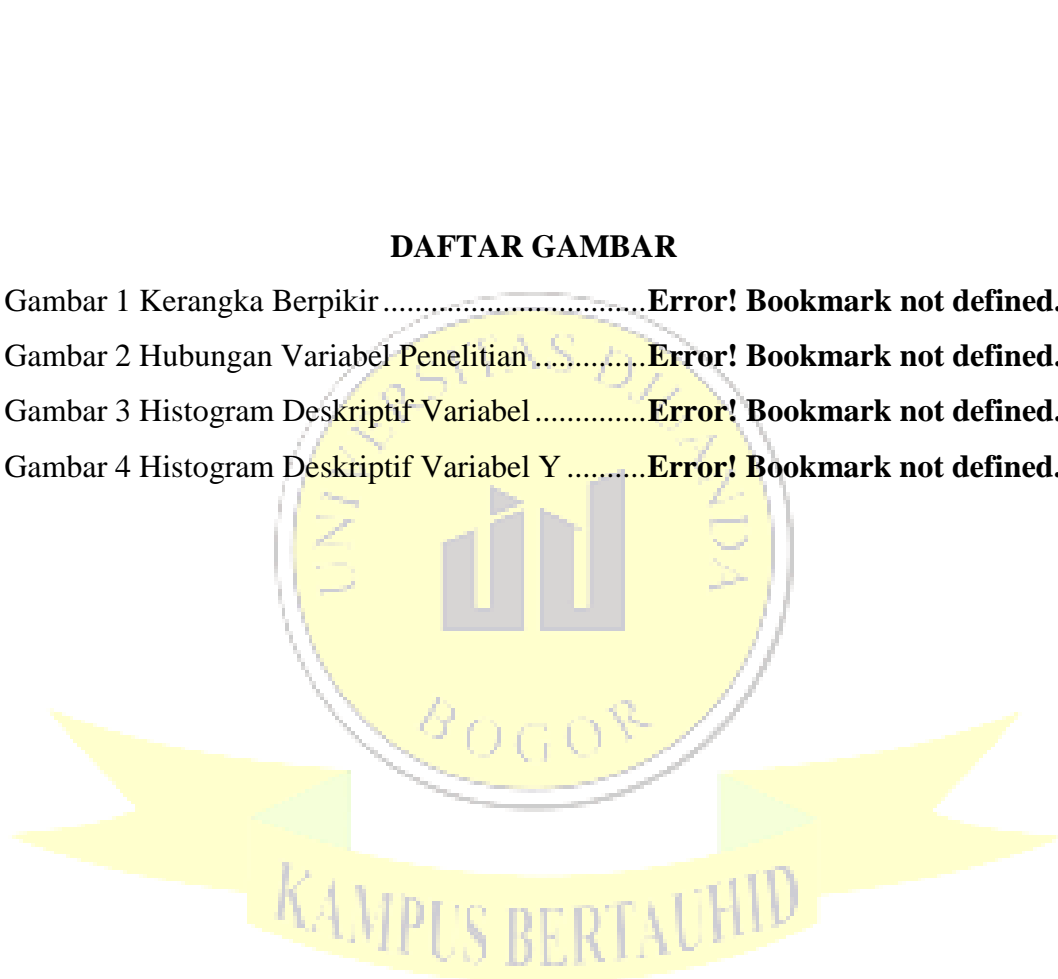 DAFTAR GAMBAR
Gambar 1 Kerangka Berpikir.................................Error! Bookmark not defined.
Gambar 2 Hubungan Variabel Penelitian ..............Error! Bookmark not defined.
Gambar 3 Histogram Deskriptif Variabel..............Error! Bookmark not defined.
Gambar 4 Histogram Deskriptif Variabel Y ..........Error! Bookmark not defined.
UNIVERSITAS DJUANDA
BOGOR
KAMPUS BERTAUHID